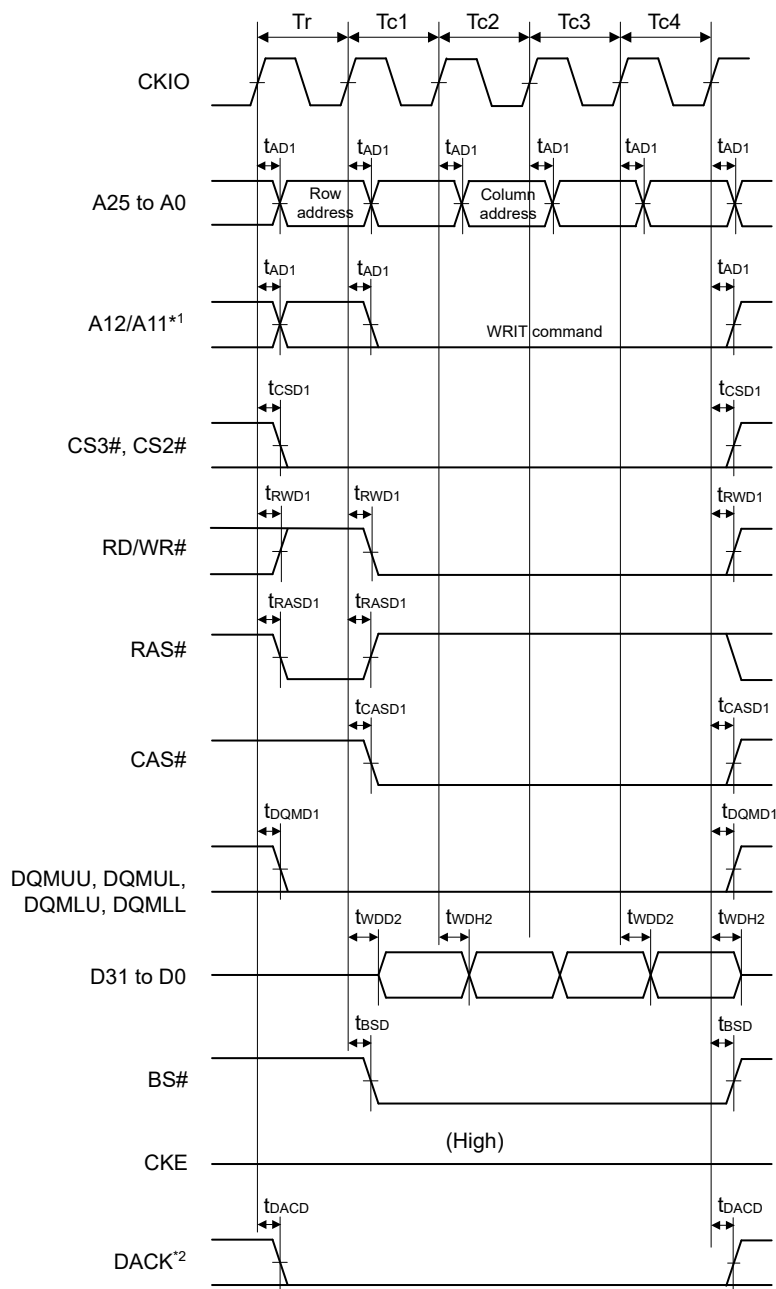 Tr Tc1 Tc2 Tc3 Tc4
CKIO
tAD1 tAD1 tAD1 tAD1 tAD1 tAD1
A25 to A0
Row
address
Column
address
tAD1 tAD1 tAD1
A12/A11*1
WRIT command
tCSD1 tCSD1
CS3#, CS2#
tRWD1 tRWD1 tRWD1
RD/WR#
tRASD1 tRASD1
RAS#
tCASD1 tCASD1
CAS#
tDQMD1 tDQMD1
DQMUU, DQMUL,
DQMLU, DQMLL
tWDD2 tWDH2 tWDD2 tWDH2
D31 to D0
tBSD tBSD
BS#
(High)
CKE
tDACD tDACD
DACK*2